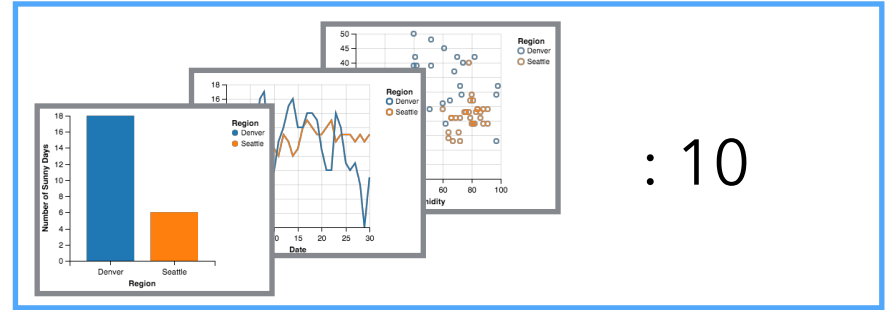 50
45
40
Region
Denver
Seattle
60
80
100
18
16
Region
Denver
Seattle
15
20
25
30
Date
18
16
14
12
10
8
6
4
2
0
Number of Sunny Days
Region
Denver
Seattle
Denver
Seattle
Region
: 10